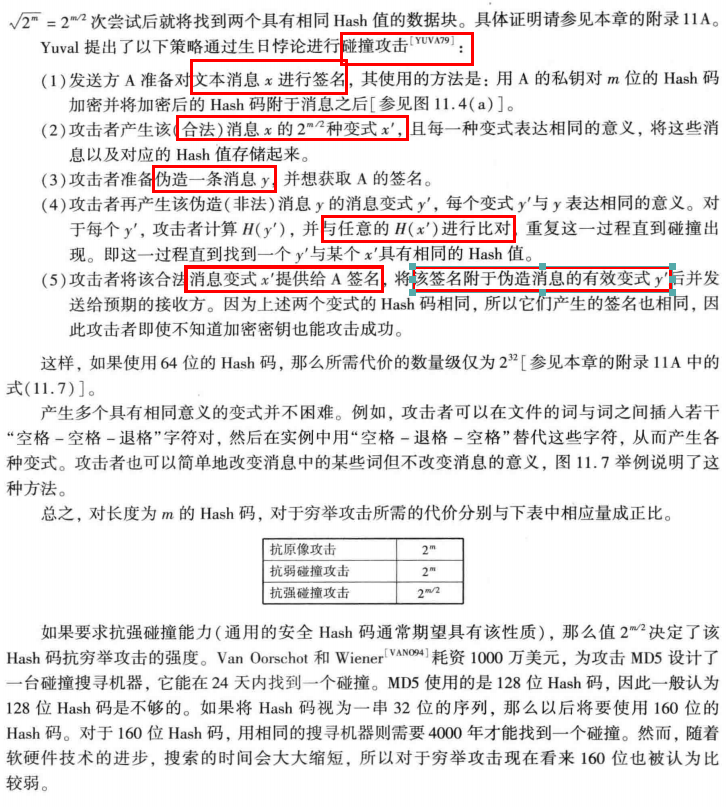 √2ᵐ = 2^{m/2} 次尝试后就将找到两个具有相同 Hash 值的数据块。具体证明请参见本章的附录 11A。
Yuval 提出了以下策略通过生日悖论进行碰撞攻击[YUVA79]：
(1) 发送方 A 准备对文本消息 x 进行签名，其使用的方法是：用 A 的私钥对 m 位的 Hash 码
加密并将加密后的 Hash 码附于消息之后[参见图 11.4(a)]。
(2) 攻击者产生该(合法)消息 x 的 2^{m/2} 种变式 x′，且每一种变式表达相同的意义，将这些消
息以及对应的 Hash 值存储起来。
(3) 攻击者准备伪造一条消息 y，并想获取 A 的签名。
(4) 攻击者再产生该伪造(非法)消息 y 的消息变式 y′，每个变式 y′与 y 表达相同的意义。对
于每个 y′，攻击者计算 H(y′)，并与任意的 H(x′)进行比对，重复这一过程直到碰撞出
现。即这一过程直到找到一个 y′与某个 x′具有相同的 Hash 值。
(5) 攻击者将该合法消息变式 x′提供给 A 签名，将该签名附于伪造消息的有效变式 y′后并发
送给预期的接收方。因为上述两个变式的 Hash 码相同，所以它们产生的签名也相同，因
此攻击者即使不知道加密密钥也能攻击成功。
这样，如果使用 64 位的 Hash 码，那么所需代价的数量级仅为 2³²[参见本章的附录 11A 中的
式(11.7)]。
产生多个具有相同意义的变式并不困难。例如，攻击者可以在文件的词与词之间插入若干
“空格－空格－退格”字符对，然后在实例中用“空格－退格－空格”替代这些字符，从而产生各
种变式。攻击者也可以简单地改变消息中的某些词但不改变消息的意义，图 11.7 举例说明了这
种方法。
总之，对长度为 m 的 Hash 码，对于穷举攻击所需的代价分别与下表中相应量成正比。
抗原像攻击 2ᵐ
抗弱碰撞攻击 2ᵐ
抗强碰撞攻击 2^{m/2}
如果要求抗强碰撞能力(通用的安全 Hash 码通常期望具有该性质)，那么值 2^{m/2} 决定了该
Hash 码抗穷举攻击的强度。Van Oorschot 和 Wiener[VANO94]耗资 1000 万美元，为攻击 MD5 设计了
一台碰撞搜寻机器，它能在 24 天内找到一个碰撞。MD5 使用的是 128 位 Hash 码，因此一般认为
128 位 Hash 码是不够的。如果将 Hash 码视为一串 32 位的序列，那么以后将要使用 160 位的
Hash 码。对于 160 位 Hash 码，用相同的搜寻机器则需要 4000 年才能找到一个碰撞。然而，随着
软硬件技术的进步，搜索的时间会大大缩短，所以对于穷举攻击现在看来 160 位也被认为比
较弱。